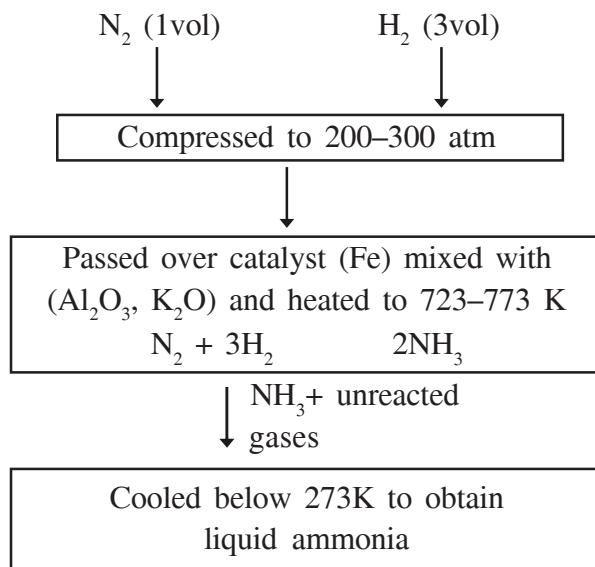 N₂ (1vol) H₂ (3vol)
Compressed to 200–300 atm
Passed over catalyst (Fe) mixed with
(Al₂O₃, K₂O) and heated to 723–773 K
N₂ + 3H₂ 2NH₃
NH₃+ unreacted
gases
Cooled below 273K to obtain
liquid ammonia